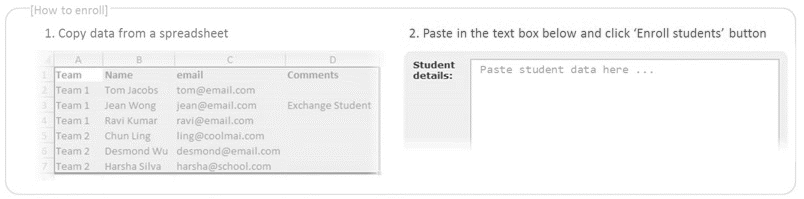 [How to enroll]
1. Copy data from a spreadsheet
A B C D
1 Team Name email Comments
2 Team 1 Tom Jacobs tom@email.com
3 Team 1 Jean Wong jean@email.com Exchange Student
4 Team 1 Ravi Kumar ravi@email.com
5 Team 2 Chun Ling ling@coolmai.com
6 Team 2 Desmond Wu desmond@email.com
7 Team 2 Harsha Silva harsha@school.com
2. Paste in the text box below and click ‘Enroll students’ button
Student
details:
Paste student data here ...